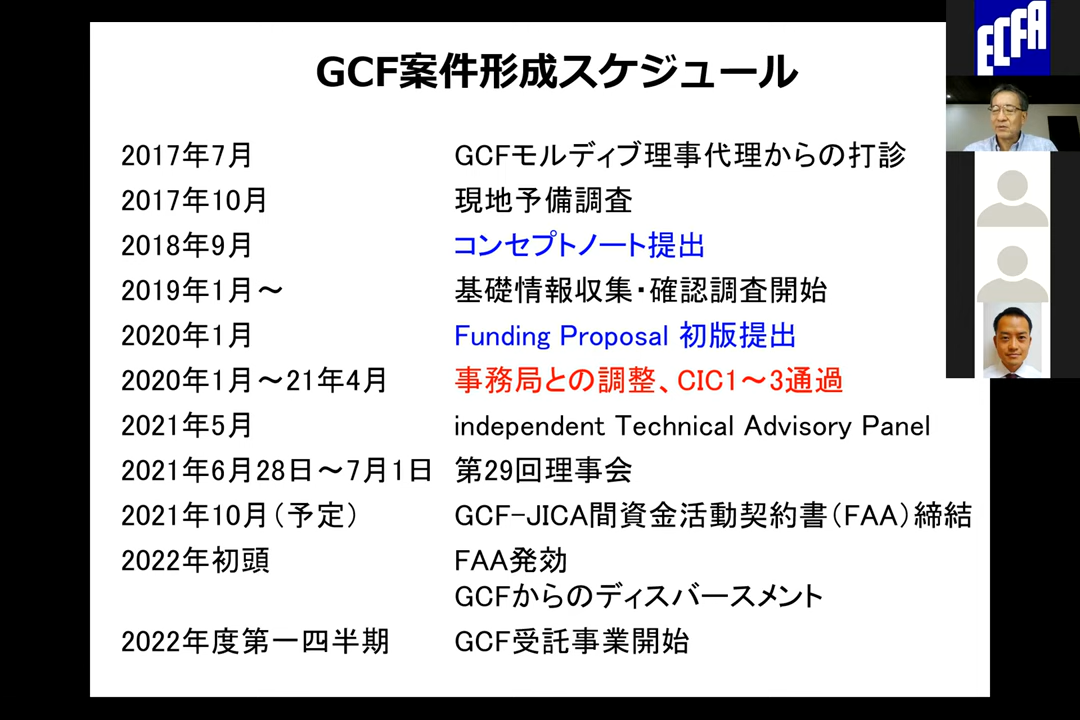 GCF案件形成スケジュール
2017年7月 GCFモルディブ理事代理からの打診
2017年10月 現地予備調査
2018年9月 コンセプトノート提出
2019年1月～ 基礎情報収集・確認調査開始
2020年1月 Funding Proposal 初版提出
2020年1月～21年4月 事務局との調整、CIC1～3通過
2021年5月 independent Technical Advisory Panel
2021年6月28日～7月1日 第29回理事会
2021年10月（予定） GCF-JICA間資金活動契約書（FAA）締結
2022年初頭 FAA発効
GCFからのディスバースメント
2022年度第一四半期 GCF受託事業開始
ECFA